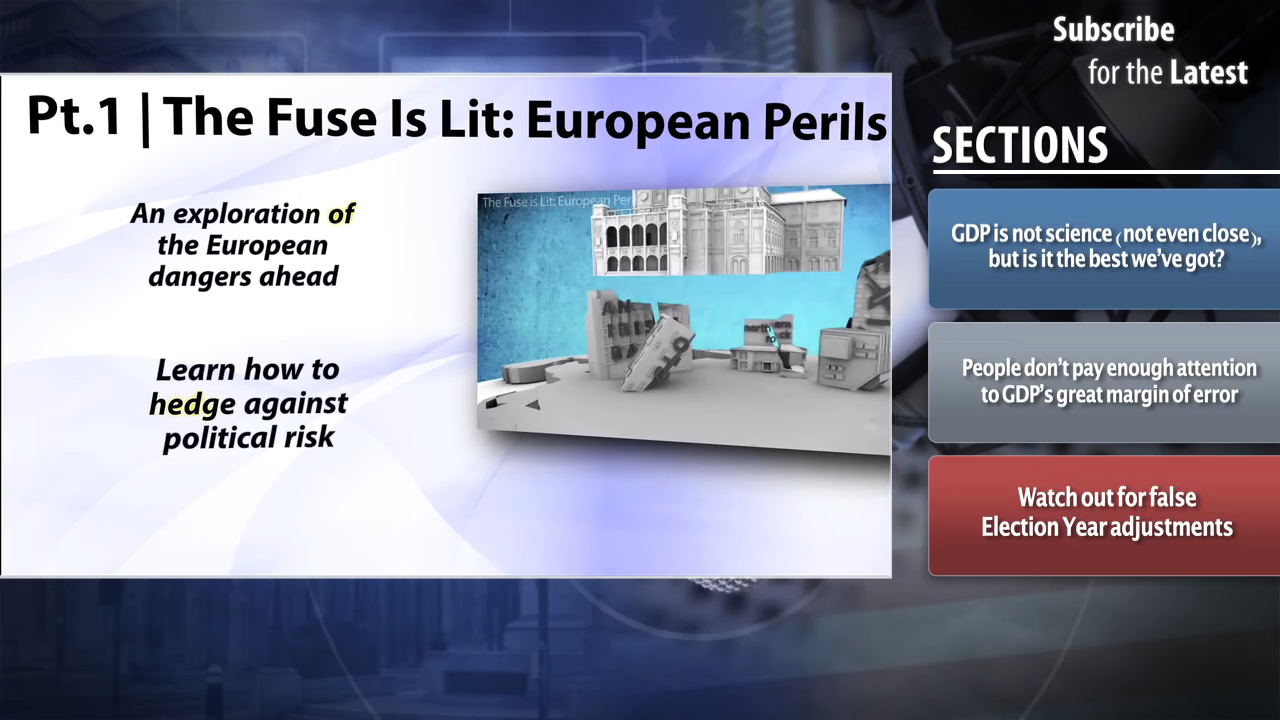 Subscribe
for the Latest
Pt.1 | The Fuse Is Lit: European Perils
An exploration of
the European
dangers ahead
Learn how to
hedge against
political risk
The Fuse is Lit: European Peri
SECTIONS
GDP is not science (not even close),
but is it the best we've got?
People don't pay enough attention
to GDP's great margin of error
Watch out for false
Election Year adjustments